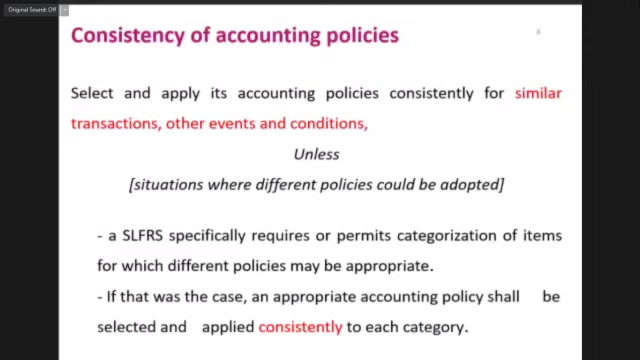 Original Sound: Off
Consistency of accounting policies
Select and apply its accounting policies consistently for similar
transactions, other events and conditions,
Unless
[situations where different policies could be adopted]
- a SLFRS specifically requires or permits categorization of items
for which different policies may be appropriate.
- If that was the case, an appropriate accounting policy shall be
selected and applied consistently to each category.